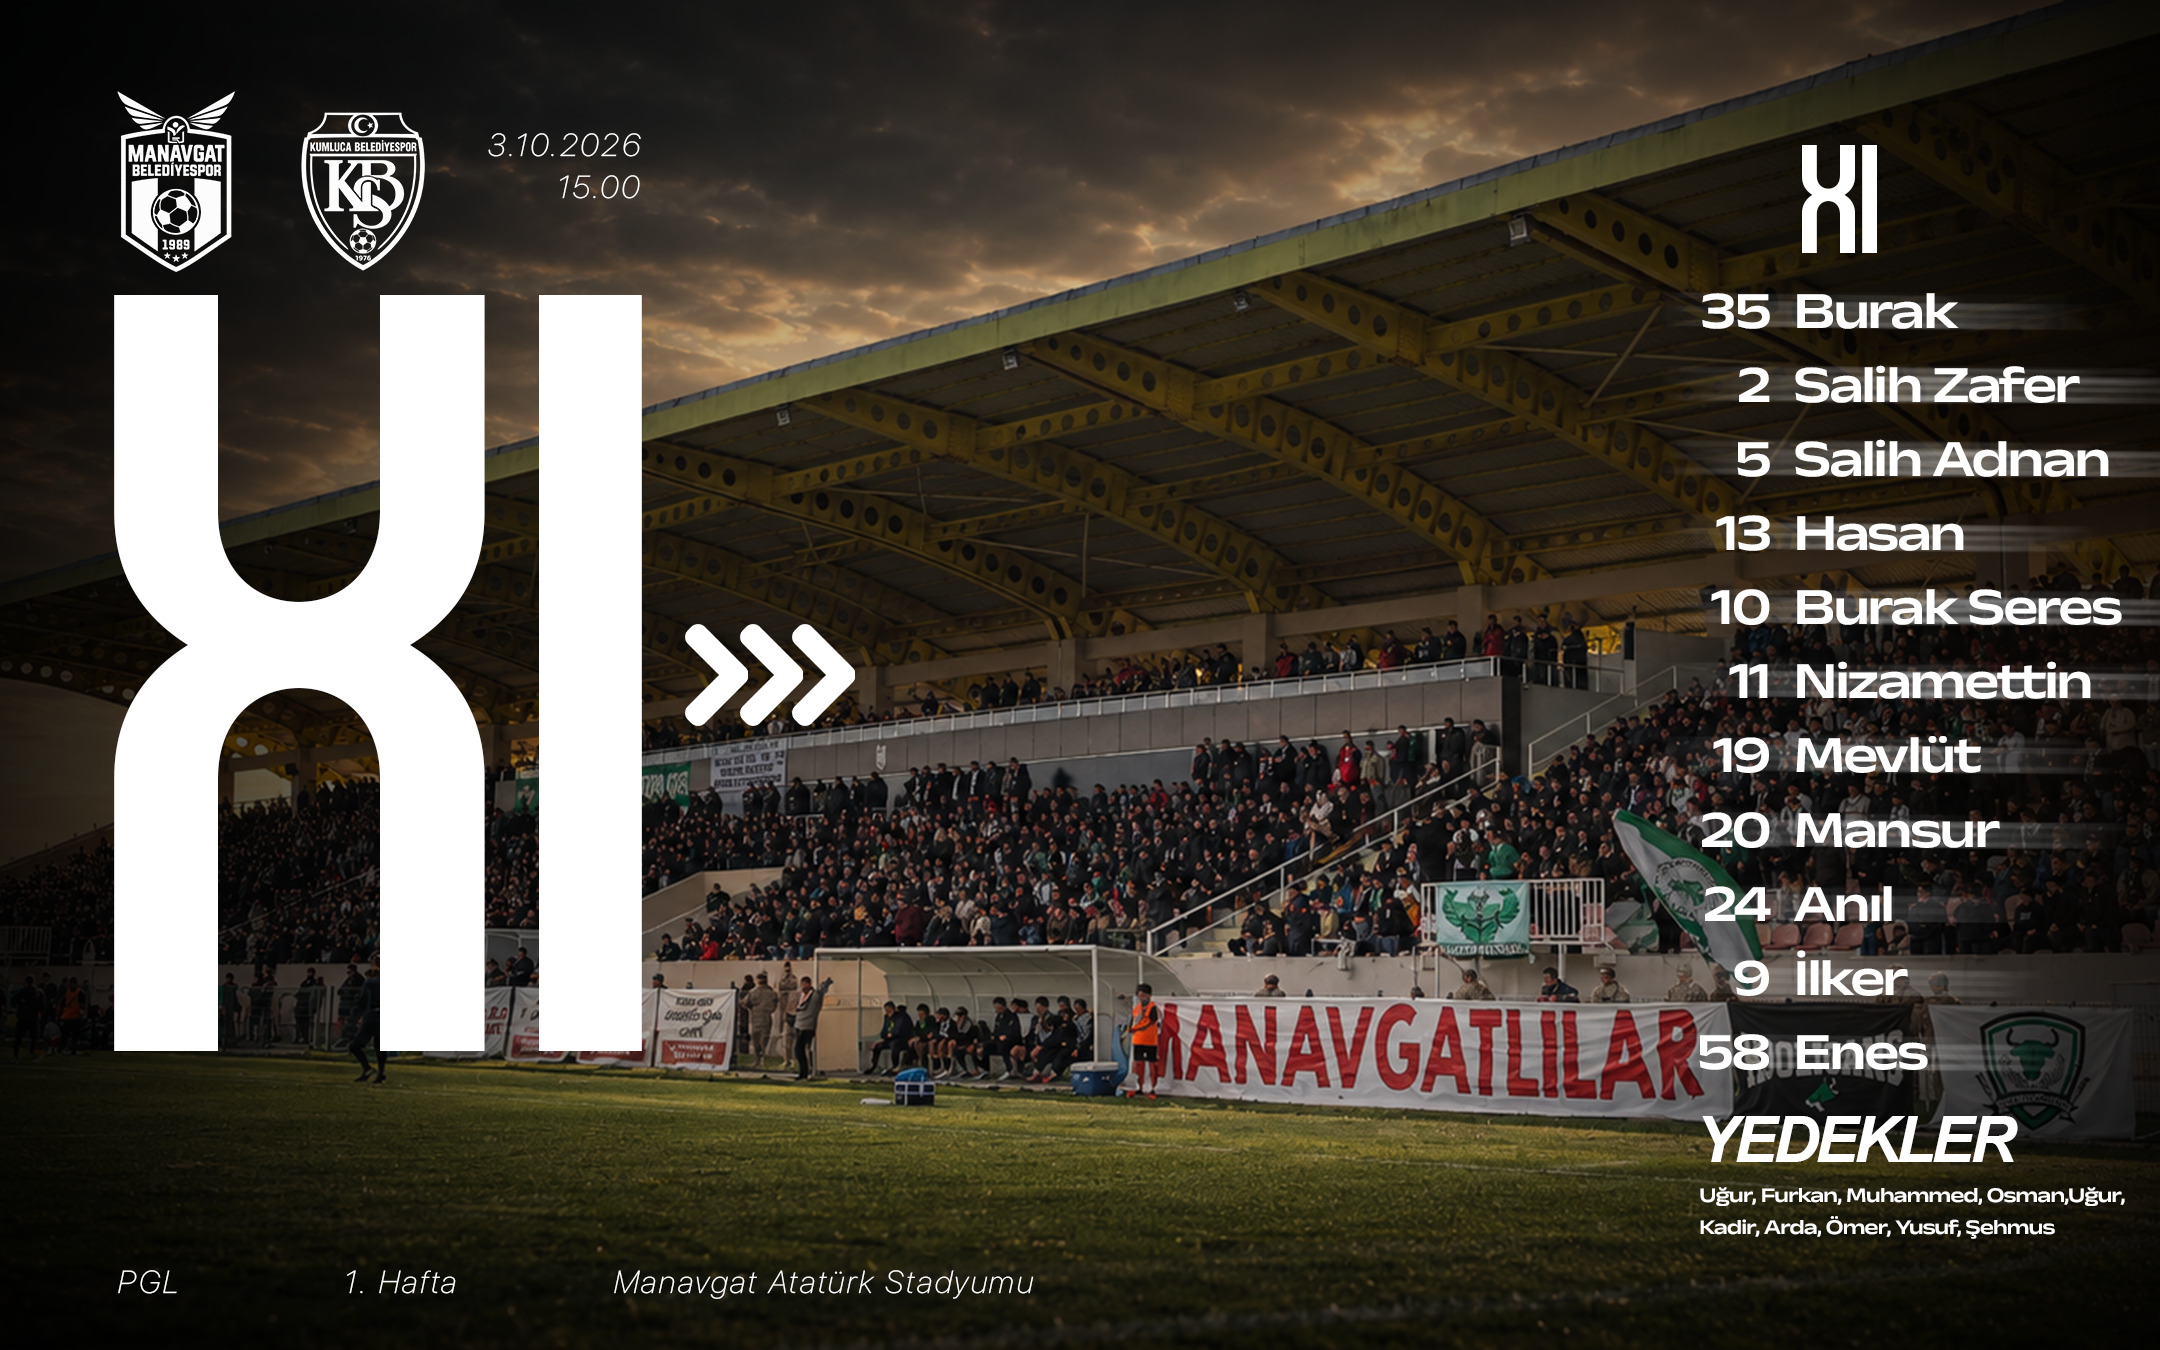 MANAVGAT
BELEDİYESPOR
1989
KUMLUCA BELEDİYESPOR
KBS
1976
3.10.2026
15.00
XI
XI
35 Burak
2 Salih Zafer
5 Salih Adnan
13 Hasan
10 Burak Seres
11 Nizamettin
19 Mevlüt
20 Mansur
24 Anıl
9 İlker
58 Enes
MANAVGATLILAR
YEDEKLER
Uğur, Furkan, Muhammed, Osman,Uğur,
Kadir, Arda, Ömer, Yusuf, Şehmus
PGL
1. Hafta
Manavgat Atatürk Stadyumu